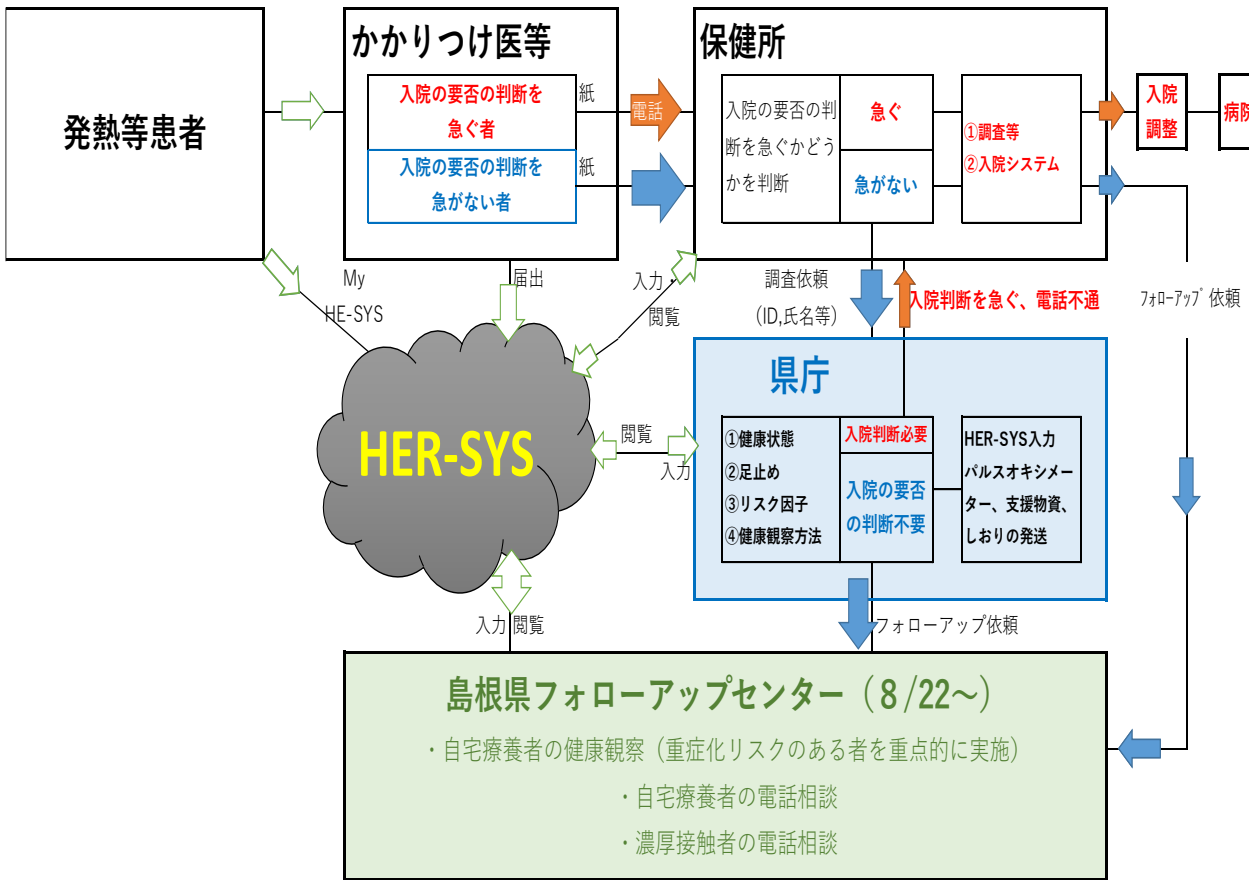 発熱等患者
かかりつけ医等
入院の要否の判断を
急ぐ者
紙
入院の要否の判断を
急がない者
紙
電話
保健所
入院の要否の判
断を急ぐかどう
かを判断
急ぐ
急がない
①調査等
②入院システム
入院
調整
病院
My
HE-SYS
届出
入力・
閲覧
調査依頼
(ID,氏名等)
入院判断を急ぐ、電話不通
ﾌｫﾛｰｱｯﾌﾟ依頼
HER-SYS
閲覧
入力
県庁
①健康状態
②足止め
③リスク因子
④健康観察方法
入院判断必要
入院の要否
の判断不要
HER-SYS入力
パルスオキシメー
ター、支援物資、
しおりの発送
入力 閲覧
フォローアップ依頼
島根県フォローアップセンター（８/22～）
・自宅療養者の健康観察（重症化リスクのある者を重点的に実施）
・自宅療養者の電話相談
・濃厚接触者の電話相談